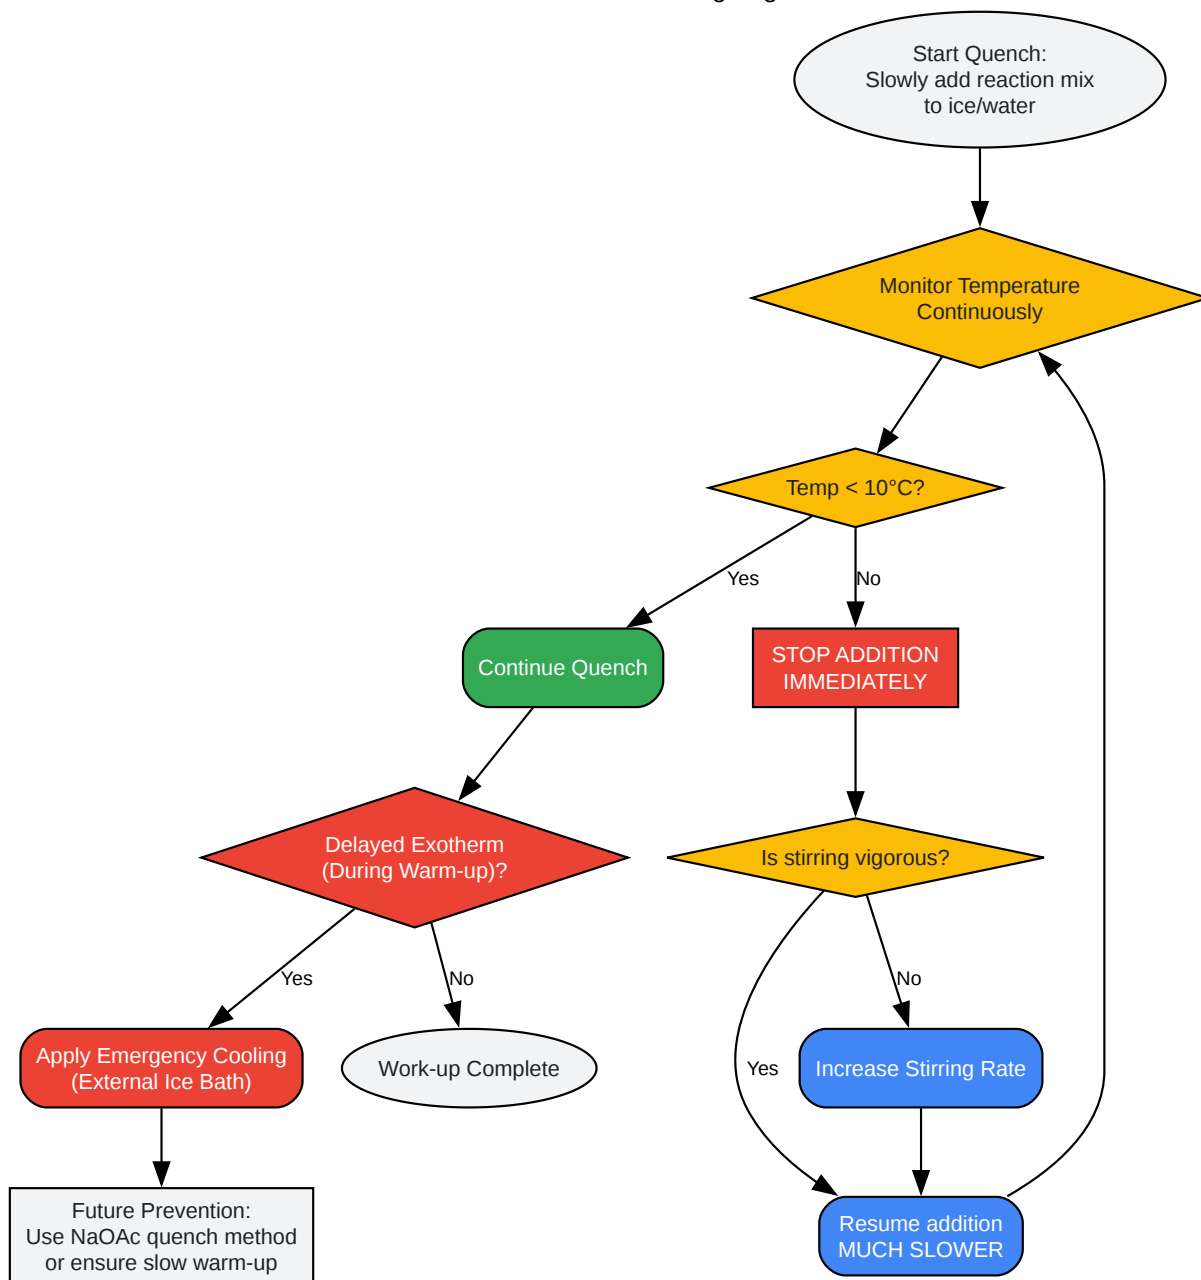 Start Quench:
Slowly add reaction mix
to ice/water
Monitor Temperature
Continuously
Temp < 10°C?
Yes
No
Continue Quench
STOP ADDITION
IMMEDIATELY
Delayed Exotherm
(During Warm-up)?
Is stirring vigorous?
Yes
No
No
Apply Emergency Cooling
(External Ice Bath)
Work-up Complete
Yes
Increase Stirring Rate
Future Prevention:
Use NaOAc quench method
or ensure slow warm-up
Resume addition
MUCH SLOWER